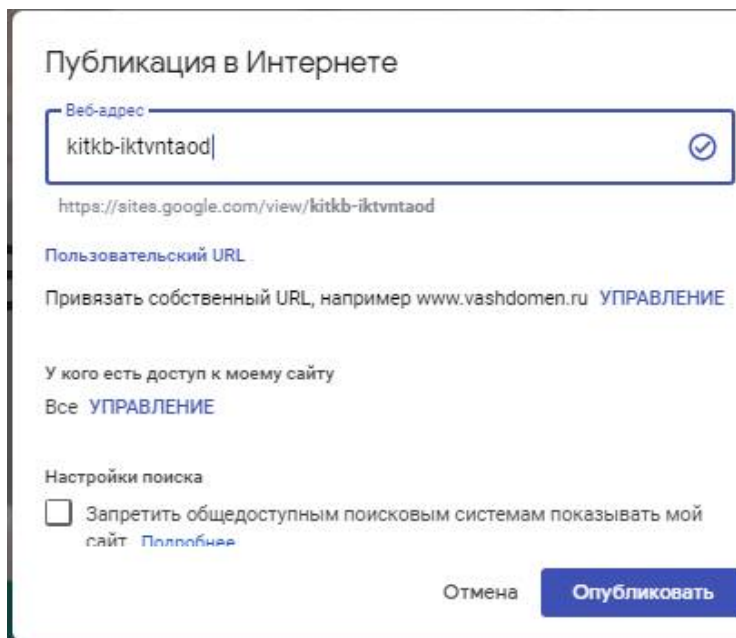 Публикация в Интернете
Веб-адрес
kitkb-iktvntaod
https://sites.google.com/view/kitkb-iktvntaod
Пользовательский URL
Привязать собственный URL, например www.vashdomen.ru УПРАВЛЕНИЕ
У кого есть доступ к моему сайту
Все УПРАВЛЕНИЕ
Настройки поиска
Запретить общедоступным поисковым системам показывать мой
сайт Подробнее
Отмена Опубликовать